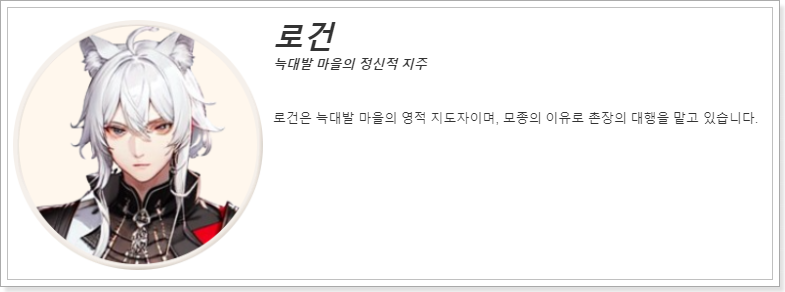 로건
늑대발 마을의 정신적 지주
로건은 늑대발 마을의 영적 지도자이며, 모종의 이유로 촌장의 대행을 맡고 있습니다.